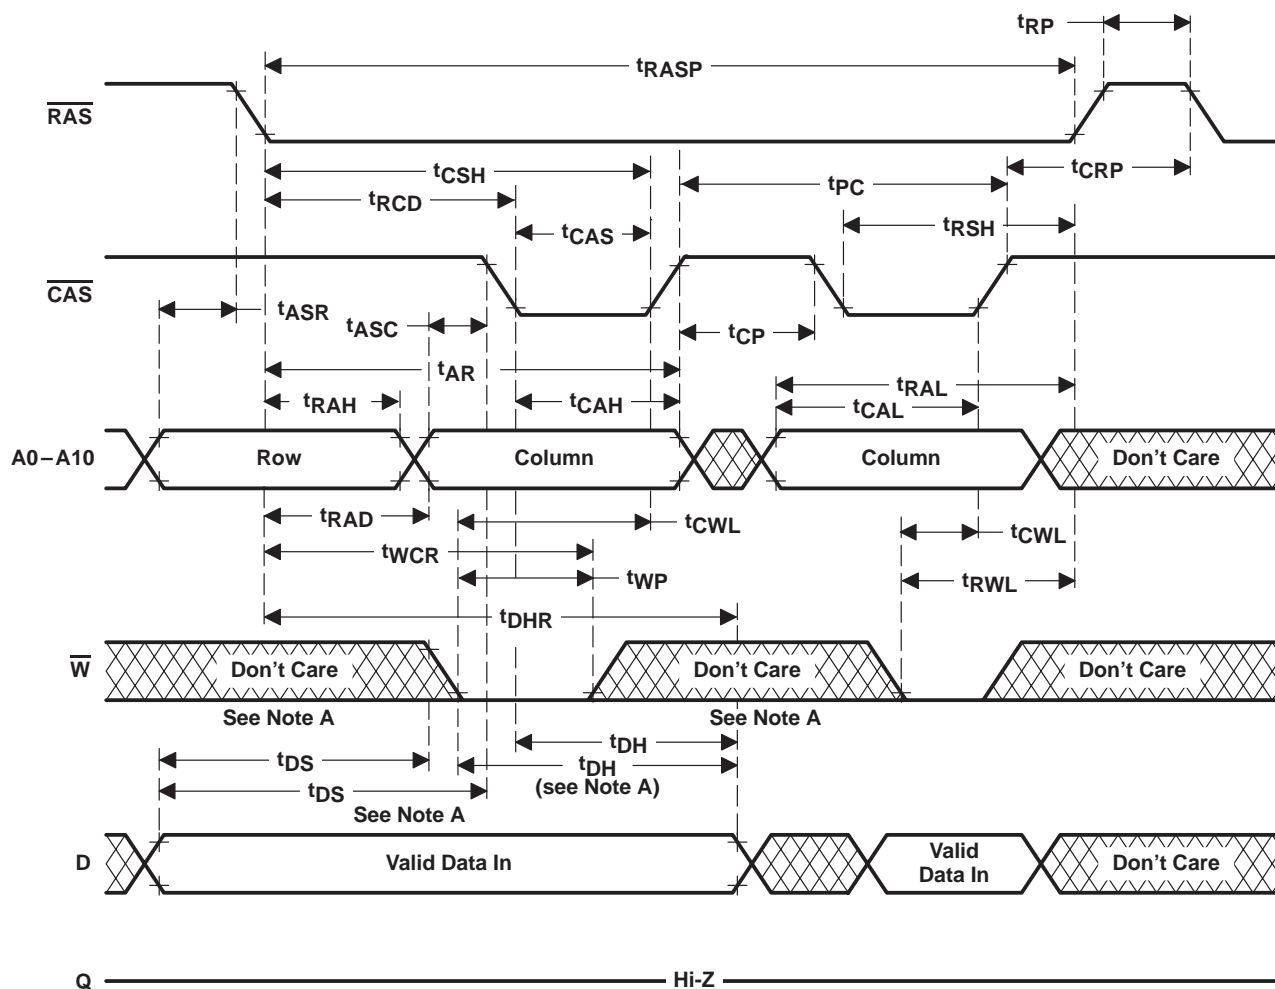 tRP
tRASP
RAS
tCSH
tPC
tCRP
tRCD
tRSH
tCAS
CAS
tASR
tASC
tCP
tAR
tRAL
tRAH
tCAH
tCAL
A0–A10 Row Column Column Don't Care
tRAD
tCWL
tCWL
tWCR
tWP
tRWL
tDHR
W Don't Care Don't Care Don't Care
See Note A See Note A
tDH
tDS
tDH
(see Note A)
tDS
See Note A
D Valid Data In Valid
Data In Don't Care
Q Hi-Z